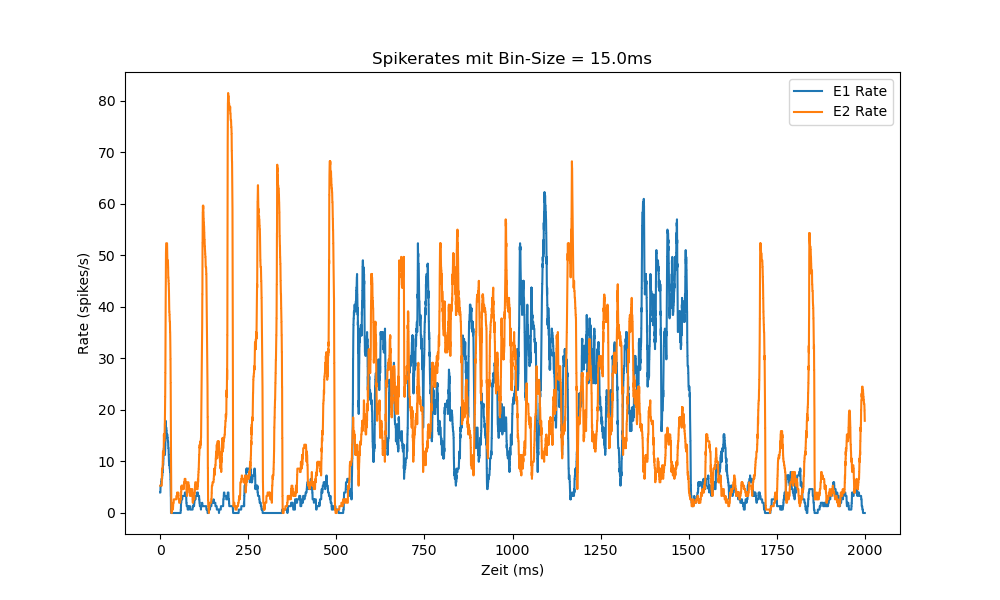 Spikerates mit Bin-Size = 15.0ms
E1 Rate
E2 Rate
Rate (spikes/s)
80
70
60
50
40
30
20
10
0
0 250 500 750 1000 1250 1500 1750 2000
Zeit (ms)